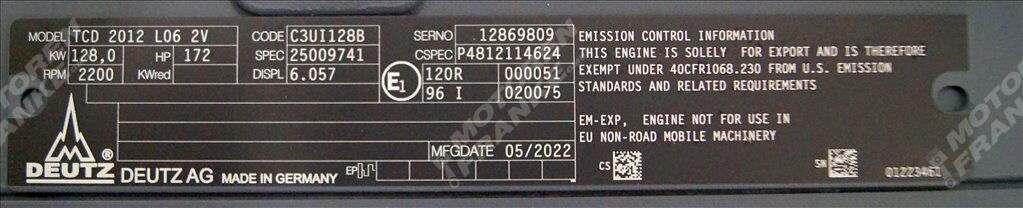 MODEL TCD 2012 L06 2V CODE C3UI128B SERNO 12869809
KW 128,0 HP 172 SPEC 25009741 CSPEC P4812114624
RPM 2200 KWred DISPL 6.057 E1 120R 000051
96 I 020075
MFGDATE 05/2022
EMISSION CONTROL INFORMATION
THIS ENGINE IS SOLELY FOR EXPORT AND IS THEREFORE
EXEMPT UNDER 40CFR1068.230 FROM U.S. EMISSION
STANDARDS AND RELATED REQUIREMENTS
EM-EXP, ENGINE NOT FOR USE IN
EU NON-ROAD MOBILE MACHINERY
DEUTZ ® DEUTZ AG MADE IN GERMANY EP
CS SN 01223461
MOTOREN
FRANKE